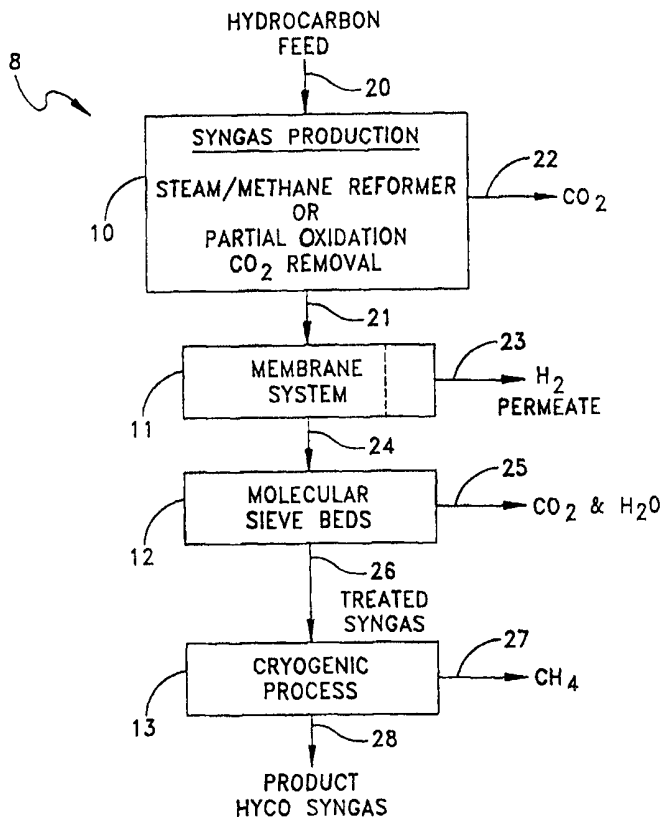 HYDROCARBON
FEED
8
20
SYNGAS PRODUCTION
22
STEAM/METHANE REFORMER
OR
PARTIAL OXIDATION
CO2 REMOVAL
CO2
10
21
MEMBRANE
SYSTEM
23
H2
PERMEATE
11
24
MOLECULAR
SIEVE BEDS
25
CO2 & H2O
12
26
TREATED
SYNGAS
CRYOGENIC
PROCESS
27
CH4
13
28
PRODUCT
HYCO SYNGAS